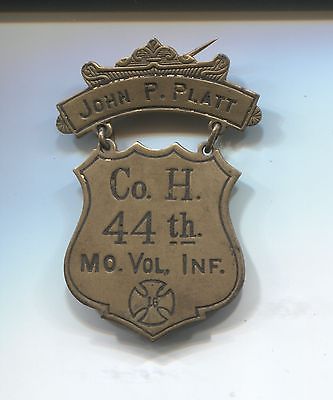 JOHN P. PLATT
Co. H.
44th.
MO. VOL, INF.
16